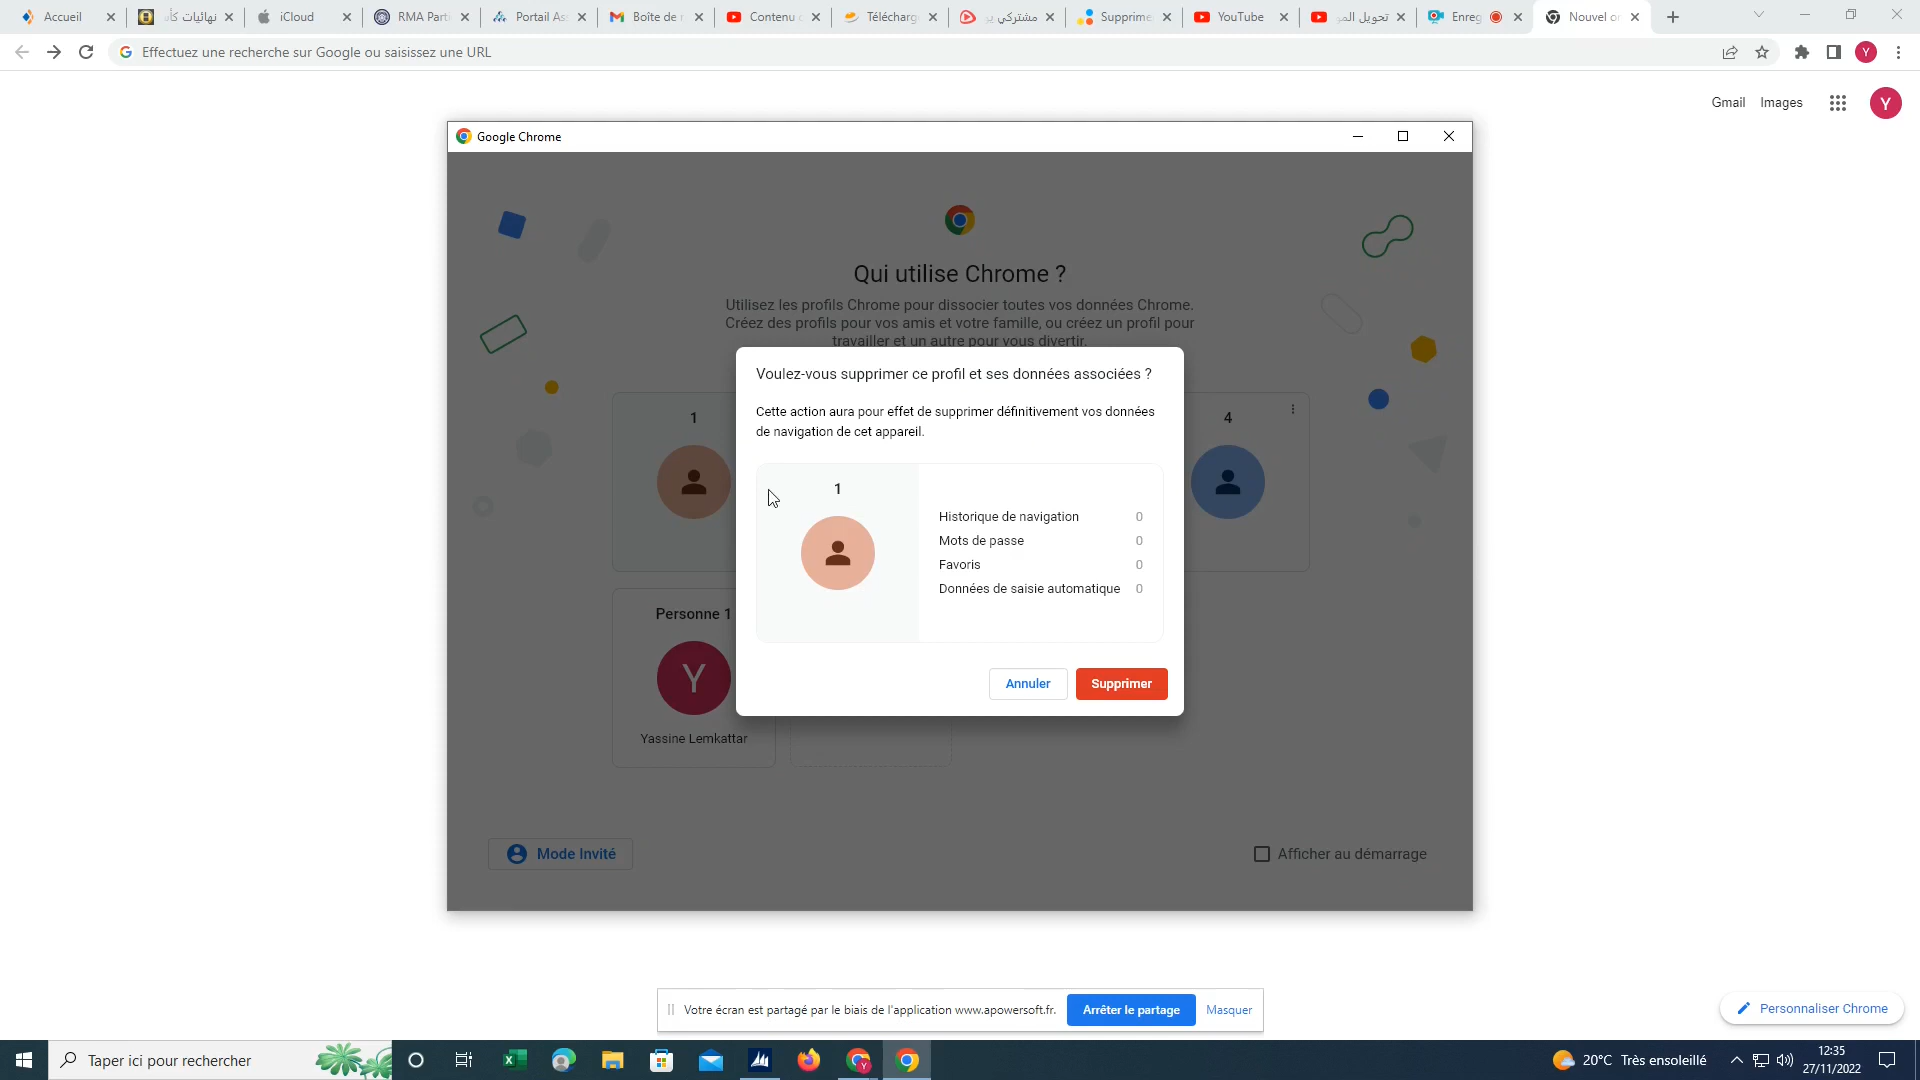 Accueil
نهائيات كأ
iCloud
RMA Parti
Portail As
Boîte de r
Contenu
Télécharg
مشتركي يو
Supprime
YouTube
تحويل المو
Enreg
Nouvel on
Effectuez une recherche sur Google ou saisissez une URL
Y
Gmail
Images
Y
Google Chrome
Qui utilise Chrome ?
Utilisez les profils Chrome pour dissocier toutes vos données Chrome.
Créez des profils pour vos amis et votre famille, ou créez un profil pour
travailler et un autre pour vous divertir.
Voulez-vous supprimer ce profil et ses données associées ?
Cette action aura pour effet de supprimer définitivement vos données
de navigation de cet appareil.
1
4
1
Historique de navigation 0
Mots de passe 0
Favoris 0
Données de saisie automatique 0
Annuler
Supprimer
Personne 1
Y
Yassine Lemkattar
Mode Invité
Afficher au démarrage
Votre écran est partagé par le biais de l'application www.apowersoft.fr.
Arrêter le partage
Masquer
Personnaliser Chrome
Taper ici pour rechercher
20°C Très ensoleillé
12:35
27/11/2022